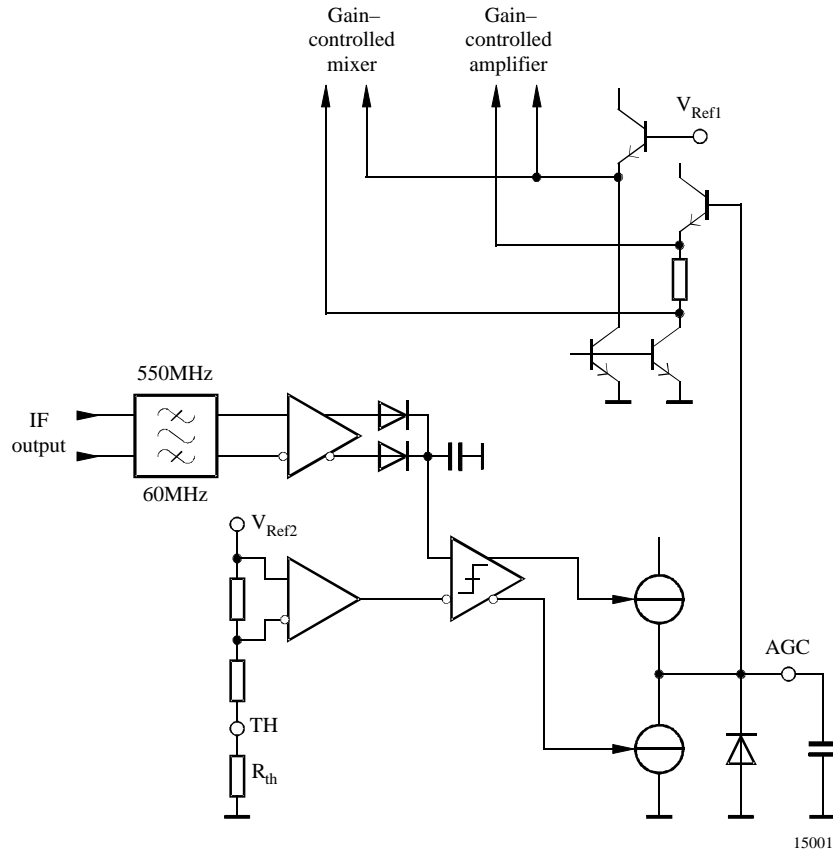 Gain–
controlled
mixer
Gain–
controlled
amplifier
VRef1
550MHz
IF
output
60MHz
VRef2
AGC
TH
Rth
15001